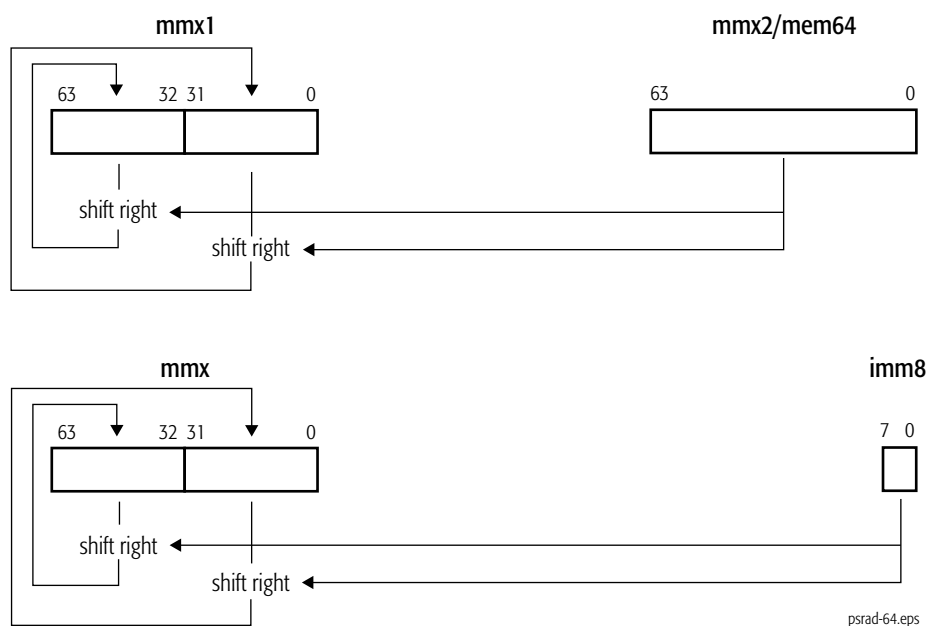 mmx1 mmx2/mem64
63 32 31 0 63 0
shift right
shift right
mmx imm8
63 32 31 0 7 0
shift right
shift right
psrad-64.eps